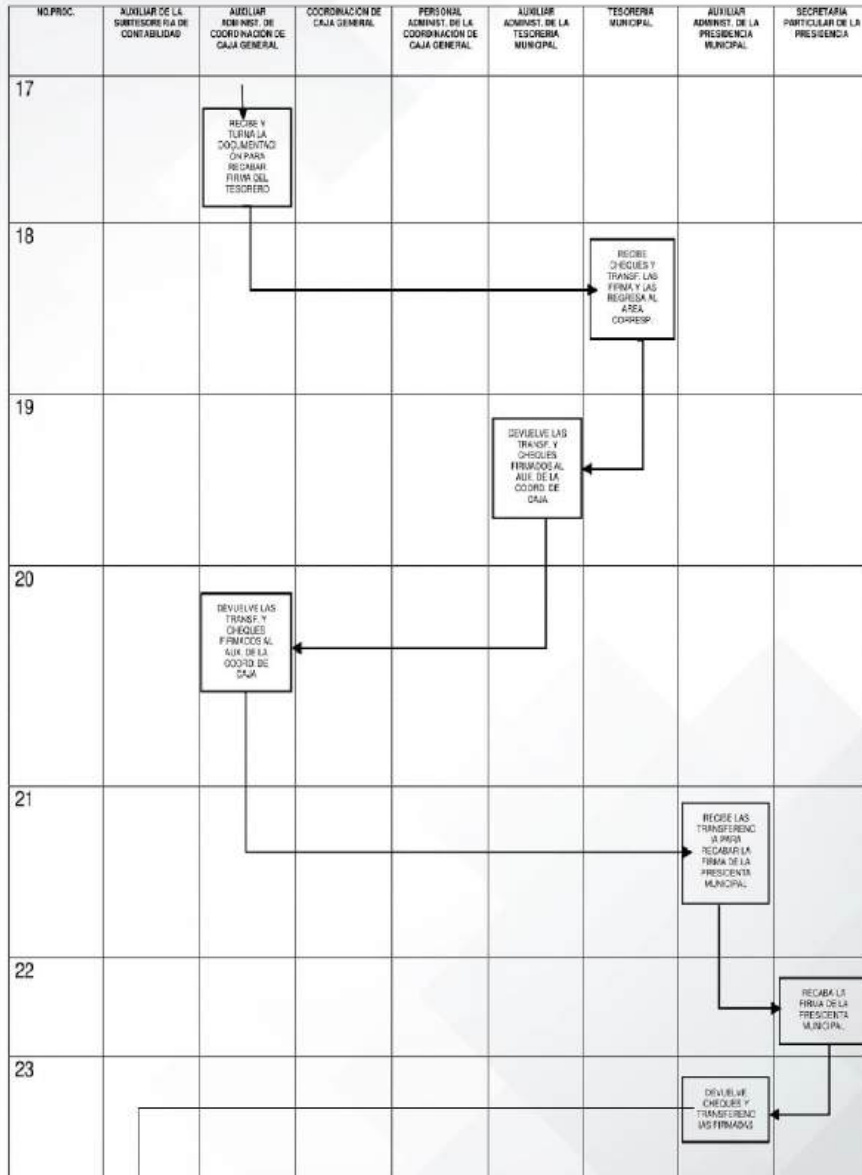 NO.PROC.
AUXILIAR DE LA
SUBTESORERIA DE
CONTABILIDAD
AUXILIAR
ADMINIST. DE
COORDINACIÓN DE
CAJA GENERAL
COORDINACIÓN DE
CAJA GENERAL
PERSONAL
ADMINIST. DE LA
COORDINACIÓN DE
CAJA GENERAL
AUXILIAR
ADMINIST. DE LA
TESORERIA
MUNICIPAL
TESORERIA
MUNICIPAL
AUXILIAR
ADMINIST. DE LA
PRESIDENCIA
MUNICIPAL
SECRETARIA
PARTICULAR DE LA
PRESIDENCIA
17
RECIBE Y
TURNA LA
DOCUMENTACI
ÓN PARA
RECABAR
FIRMA DEL
TESORERO
18
RECIBE
CHEQUES Y
TRANSF. LAS
FIRMA Y LAS
REGRESA AL
AREA
CORRESP.
19
DEVUELVE LAS
TRANSF. Y
CHEQUES
FIRMADOS AL
AUX. DE LA
COORD. DE
CAJA
20
DEVUELVE LAS
TRANSF. Y
CHEQUES
FIRMADOS AL
AUX. DE LA
COORD. DE
CAJA
21
RECIBE LAS
TRANSFERENC
IA PARA
RECABAR LA
FIRMA DE LA
PRESIDENTA
MUNICIPAL
22
RECABA LA
FIRMA DE LA
PRESIDENTA
MUNICIPAL
23
DEVUELVE
CHEQUES Y
TRANSFERENC
IAS FIRMADAS